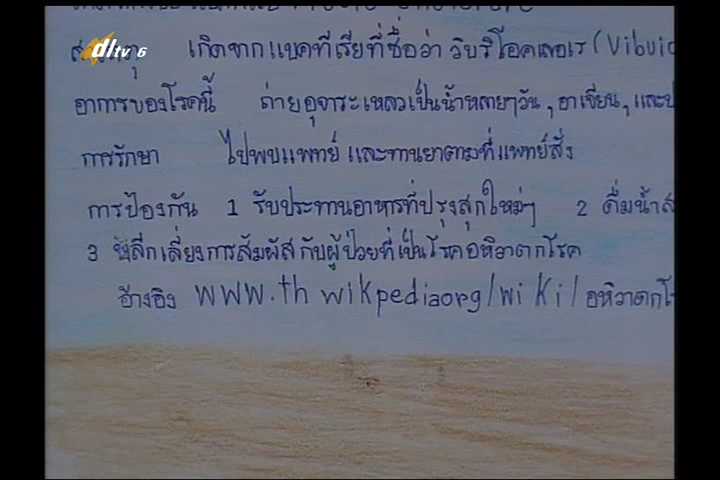 dltv 6
เกิดจากแบคทีเรียที่ชื่อว่า วิบริโอคเลอเร (Vibvio
อาการของโรคนี้ ถ่ายอุจาระเหลวเป็นน้ำหลายๆวัน , อาเจียน , และป
การรักษา ไปพบแพทย์ และทานยาตามที่แพทย์สั่ง
การป้องกัน 1 รับประทานอาหารที่ปรุงสุกใหม่ๆ 2 ดื่มน้ำส
3 หลีกเลี่ยงการสัมผัสกับผู้ป่วยที่เป็นโรคอหิวาตกโรค
อ้างอิง www.th wikpediaorg/wiki/อหิวาตกโร